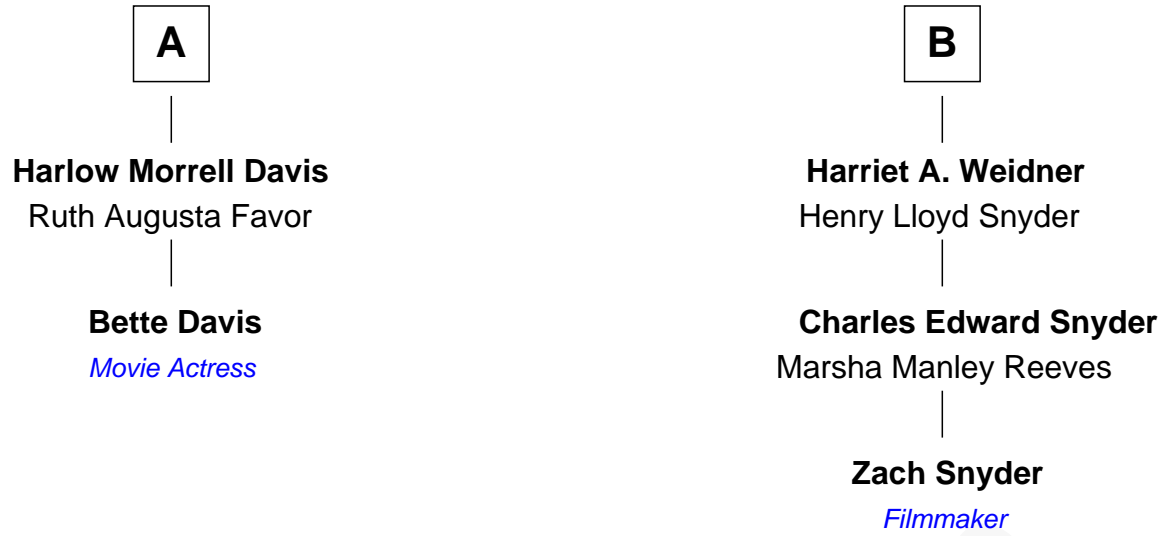 A
Harlow Morrell Davis
Ruth Augusta Favor
Bette Davis
Movie Actress
B
Harriet A. Weidner
Henry Lloyd Snyder
Charles Edward Snyder
Marsha Manley Reeves
Zach Snyder
Filmmaker